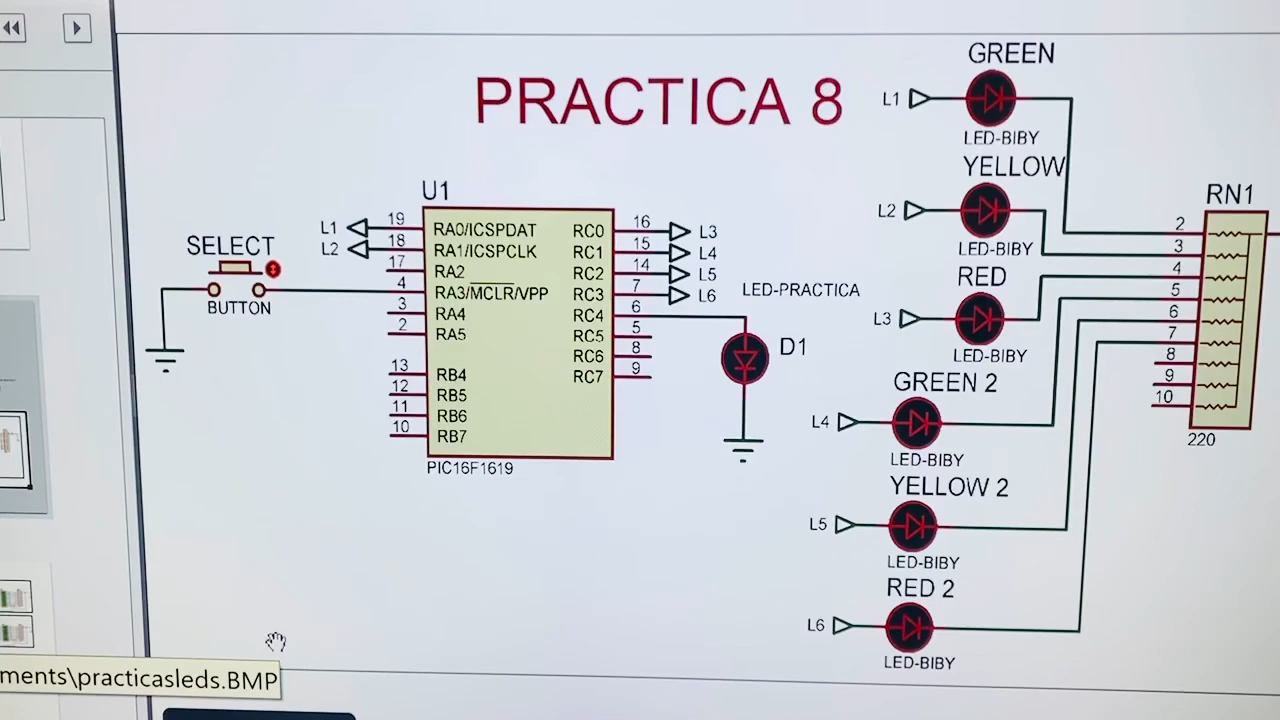 PRACTICA 8
GREEN
L1
LED-BIBY
YELLOW
L2
LED-BIBY
RED
L3
LED-BIBY
GREEN 2
L4
LED-BIBY
YELLOW 2
L5
LED-BIBY
RED 2
L6
LED-BIBY
RN1
2
3
4
5
6
7
8
9
10
220
U1
L1 19 RA0/ICSPDAT RC0 16 L3
L2 18 RA1/ICSPCLK RC1 15 L4
17 RA2 RC2 14 L5
4 RA3/MCLR/VPP RC3 7 L6
3 RA4 RC4 6
2 RA5 RC5 5
RC6 8
13 RB4 RC7 9
12 RB5
11 RB6
10 RB7
PIC16F1619
SELECT
BUTTON
LED-PRACTICA
D1
ments\practicasleds.BMP